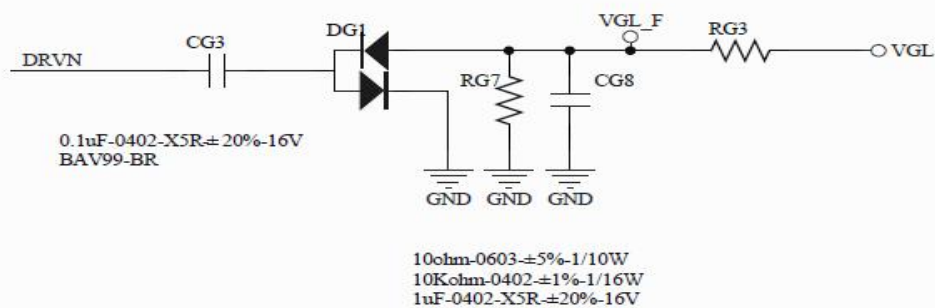 VGL_F
DG1
RG3
CG3
DRVN
VGL
RG7
CG8
0.1uF-0402-X5R-±20%-16V
BAV99-BR
GND GND GND
10ohm-0603-±5%-1/10W
10Kohm-0402-±1%-1/16W
1uF-0402-X5R-±20%-16V